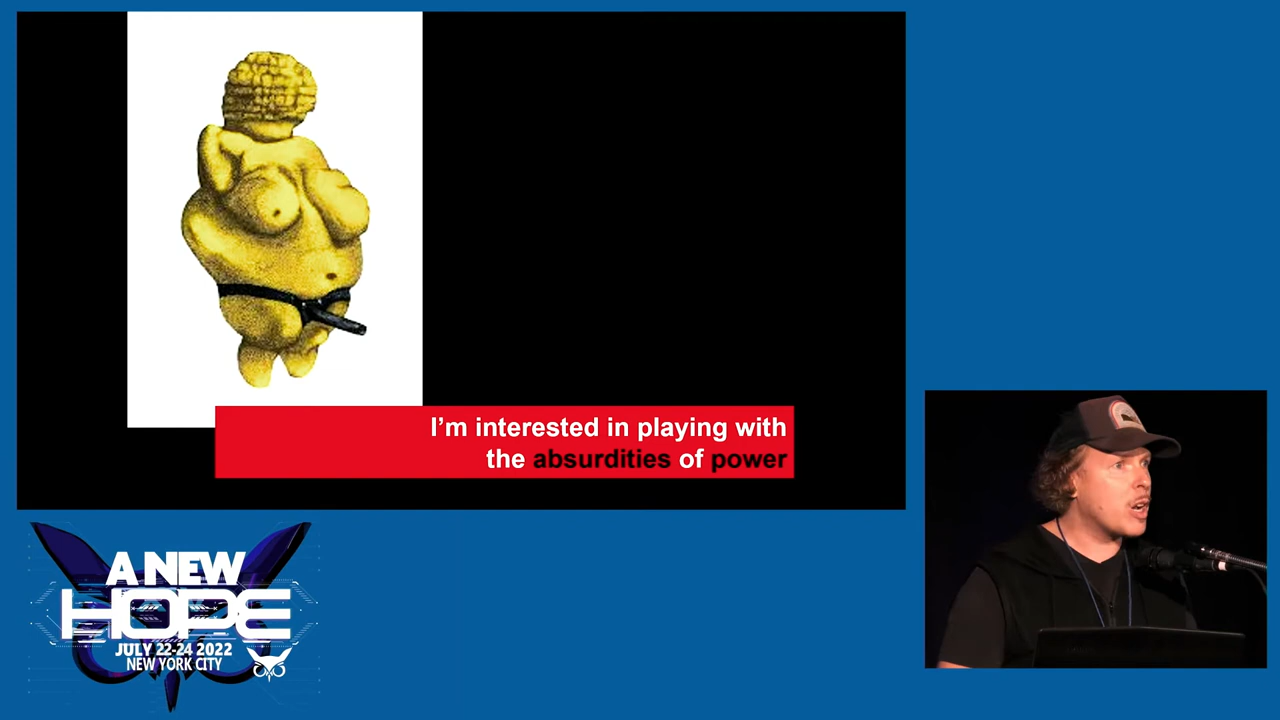 I’m interested in playing with
the absurdities of power
A NEW
HOPE
JULY 22-24 2022
NEW YORK CITY